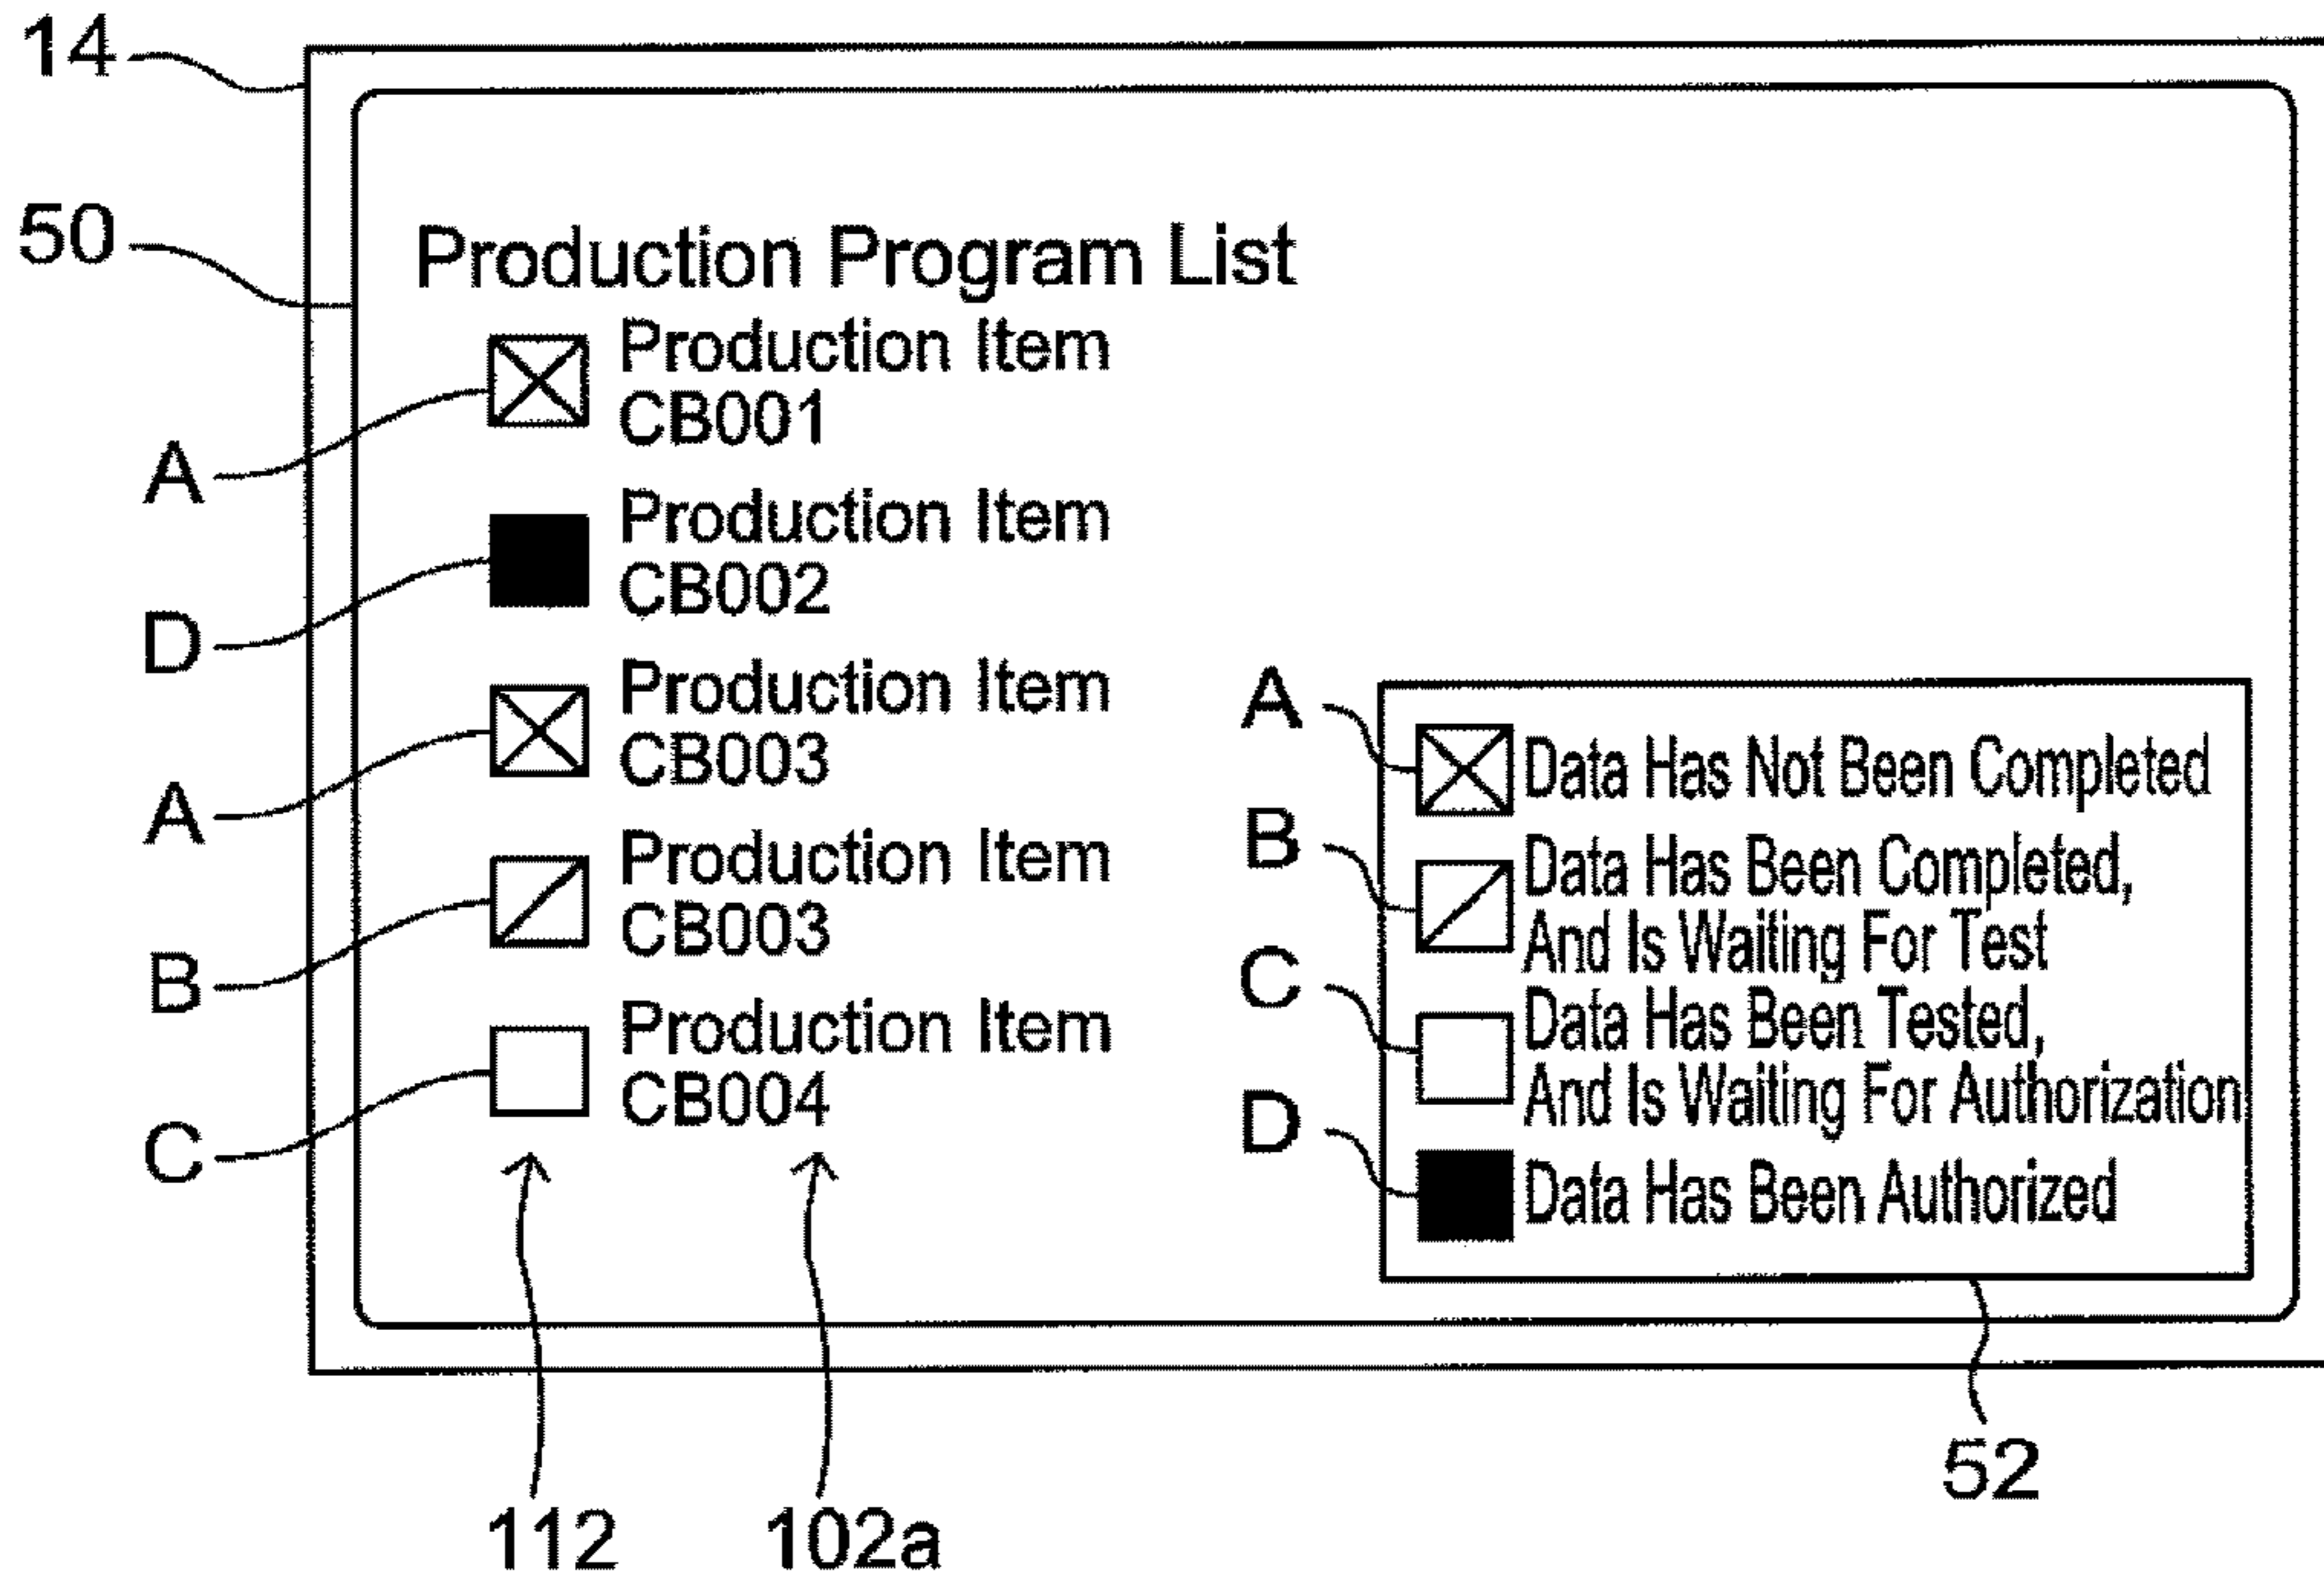 14
50
Production Program List
Production Item
CB001
A
Production Item
CB002
D
Production Item
CB003
A
Production Item
CB003
B
Production Item
CB004
C
A
Data Has Not Been Completed
B
Data Has Been Completed,
And Is Waiting For Test
C
Data Has Been Tested,
And Is Waiting For Authorization
D
Data Has Been Authorized
52
112
102a